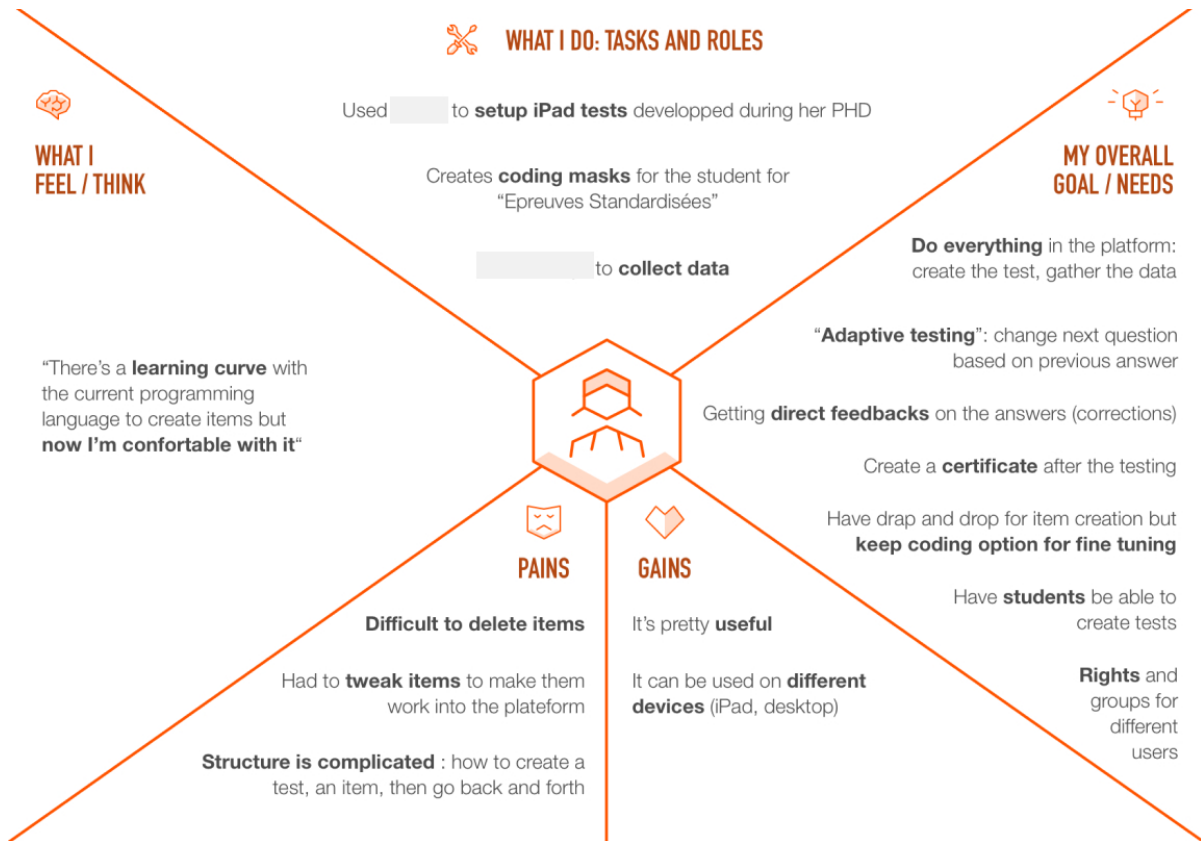 WHAT I DO: TASKS AND ROLES
Used to setup iPad tests developped during her PHD
Creates coding masks for the student for
“Epreuves Standardisées”
to collect data
WHAT I
FEEL / THINK
“There’s a learning curve with
the current programming
language to create items but
now I’m confortable with it“
MY OVERALL
GOAL / NEEDS
Do everything in the platform:
create the test, gather the data
“Adaptive testing”: change next question
based on previous answer
Getting direct feedbacks on the answers (corrections)
Create a certificate after the testing
Have drap and drop for item creation but
keep coding option for fine tuning
Have students be able to
create tests
Rights and
groups for
different
users
PAINS
Difficult to delete items
Had to tweak items to make them
work into the plateform
Structure is complicated : how to create a
test, an item, then go back and forth
GAINS
It’s pretty useful
It can be used on different
devices (iPad, desktop)